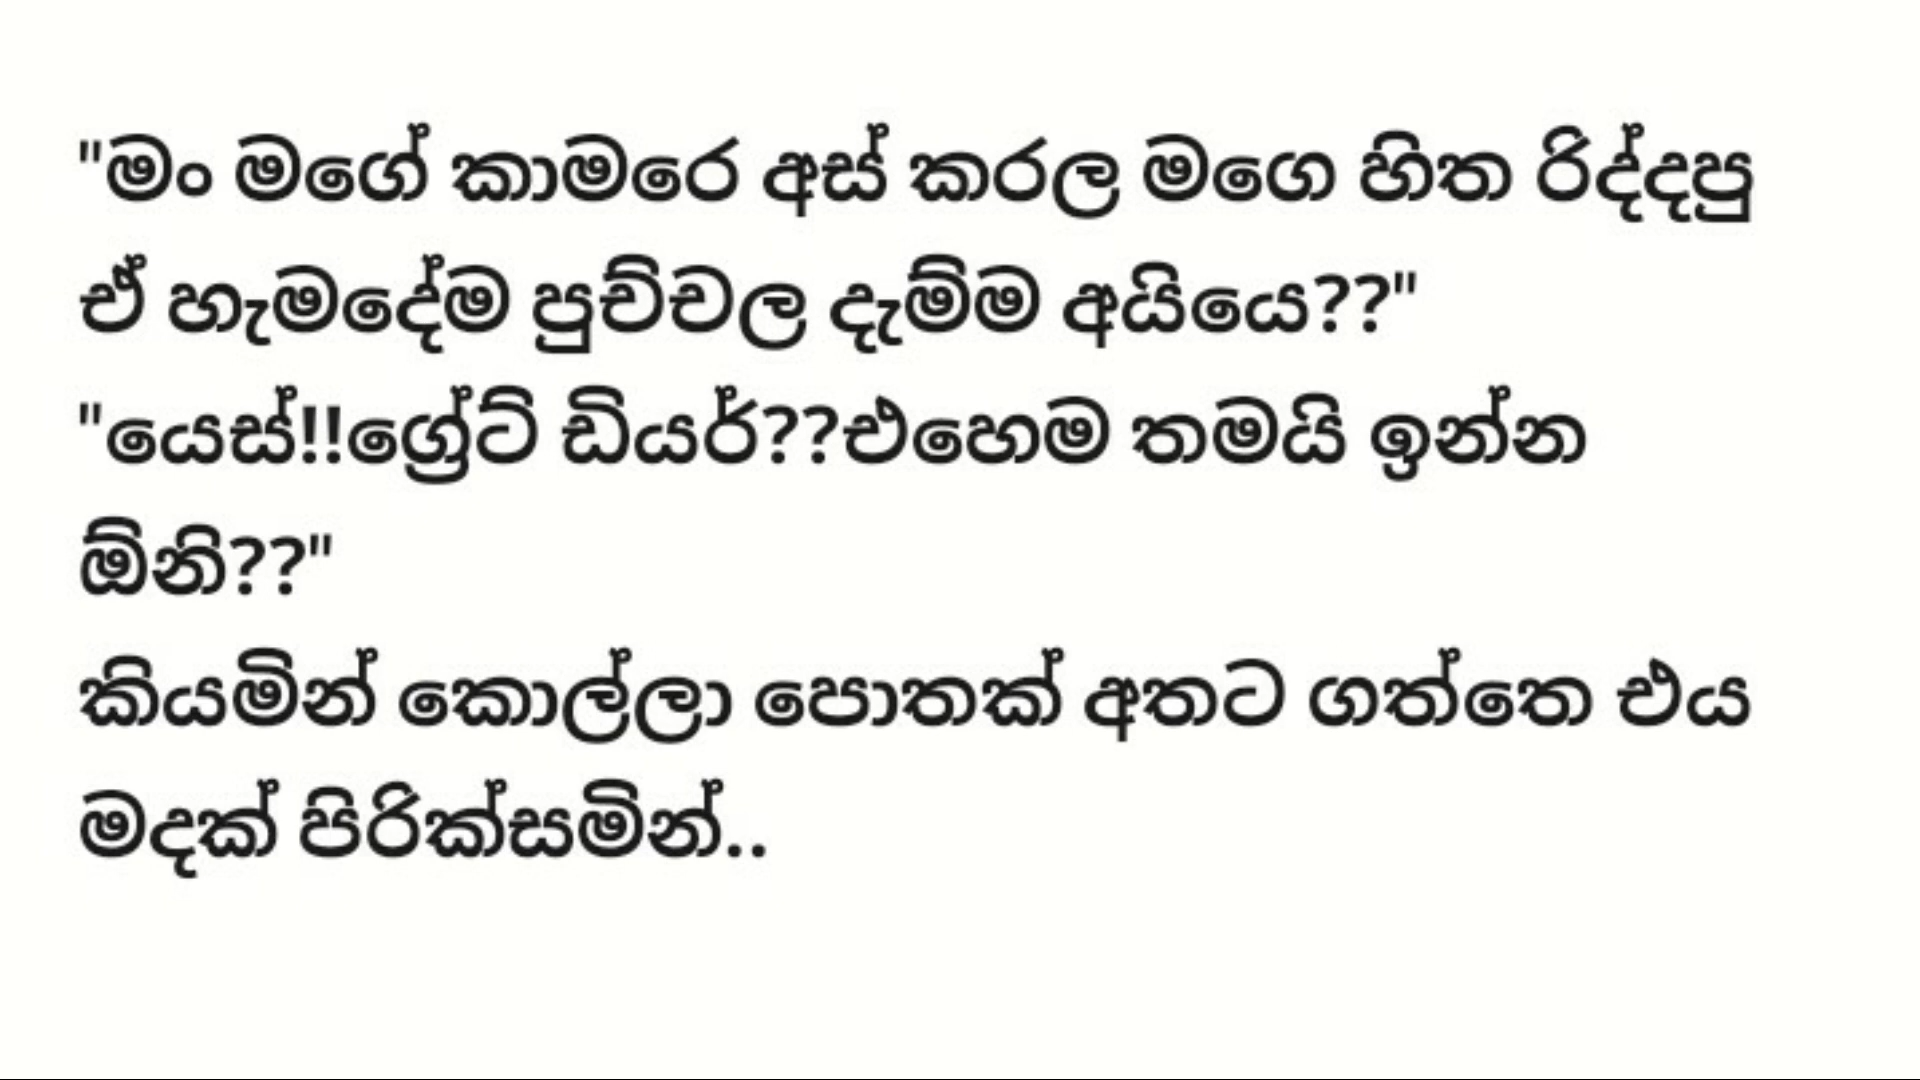 "මං මගේ කාමරෙ අස් කරල මගෙ හිත රිද්දපු
ඒ හැමදේම පුච්චල දැම්ම අයියෙ??"
"යෙස්!!ග්‍රේට් ඩියර්??එහෙම තමයි ඉන්න
ඕනි??"
කියමින් කොල්ලා පොතක් අතට ගත්තෙ එය
මදක් පිරික්සමින්..